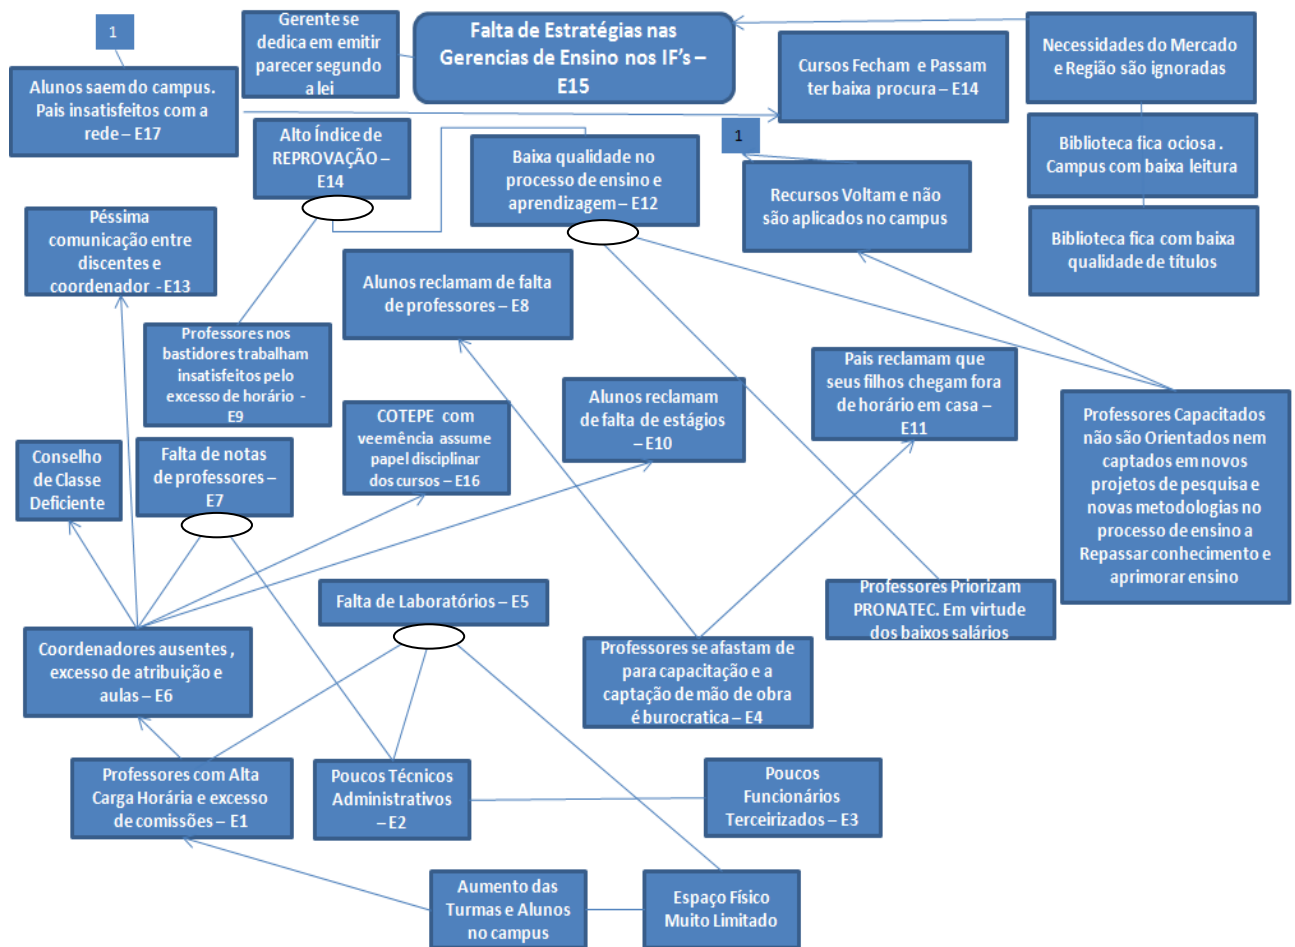 1
Gerente se
dedica em emitir
parecer segundo
a lei
Falta de Estratégias nas
Gerencias de Ensino nos IF's –
E15
Necessidades do Mercado
e Região são ignoradas
Cursos Fecham e Passam
ter baixa procura – E14
Alunos saem do campus.
Pais insatisfeitos com a
rede – E17
Alto Índice de
REPROVAÇÃO –
E14
Baixa qualidade no
processo de ensino e
aprendizagem – E12
1
Biblioteca fica ociosa .
Campus com baixa leitura
Recursos Voltam e não
são aplicados no campus
Péssima
comunicação entre
discentes e
coordenador - E13
Biblioteca fica com baixa
qualidade de títulos
Alunos reclamam de falta
de professores – E8
Professores nos
bastidores trabalham
insatisfeitos pelo
excesso de horário -
E9
Pais reclamam que
seus filhos chegam fora
de horário em casa –
E11
Alunos reclamam
de falta de estágios
– E10
COTEPE com
veemência assume
papel disciplinar
dos cursos – E16
Professores Capacitados
não são Orientados nem
captados em novos
projetos de pesquisa e
novas metodologias no
processo de ensino a
Repassar conhecimento e
aprimorar ensino
Conselho
de Classe
Deficiente
Falta de notas
de professores –
E7
Falta de Laboratórios – E5
Professores Priorizam
PRONATEC. Em virtude
dos baixos salários
Coordenadores ausentes ,
excesso de atribuição e
aulas – E6
Professores se afastam de
para capacitação e a
captação de mão de obra
é burocratica – E4
Professores com Alta
Carga Horária e excesso
de comissões – E1
Poucos Técnicos
Administrativos
– E2
Poucos
Funcionários
Terceirizados – E3
Aumento das
Turmas e Alunos
no campus
Espaço Físico
Muito Limitado